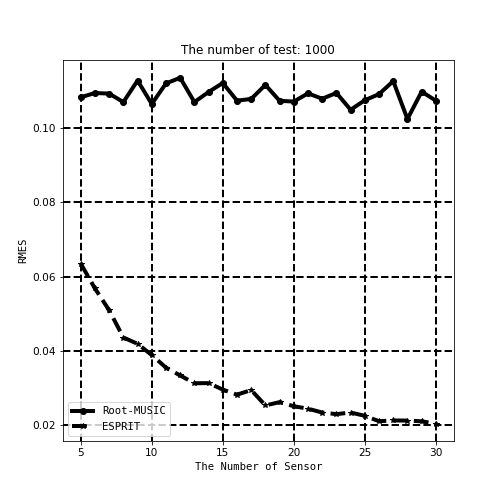 The number of test: 1000
RMES
0.10
0.08
0.06
0.04
0.02
Root-MUSIC
ESPRIT
5 10 15 20 25 30
The Number of Sensor